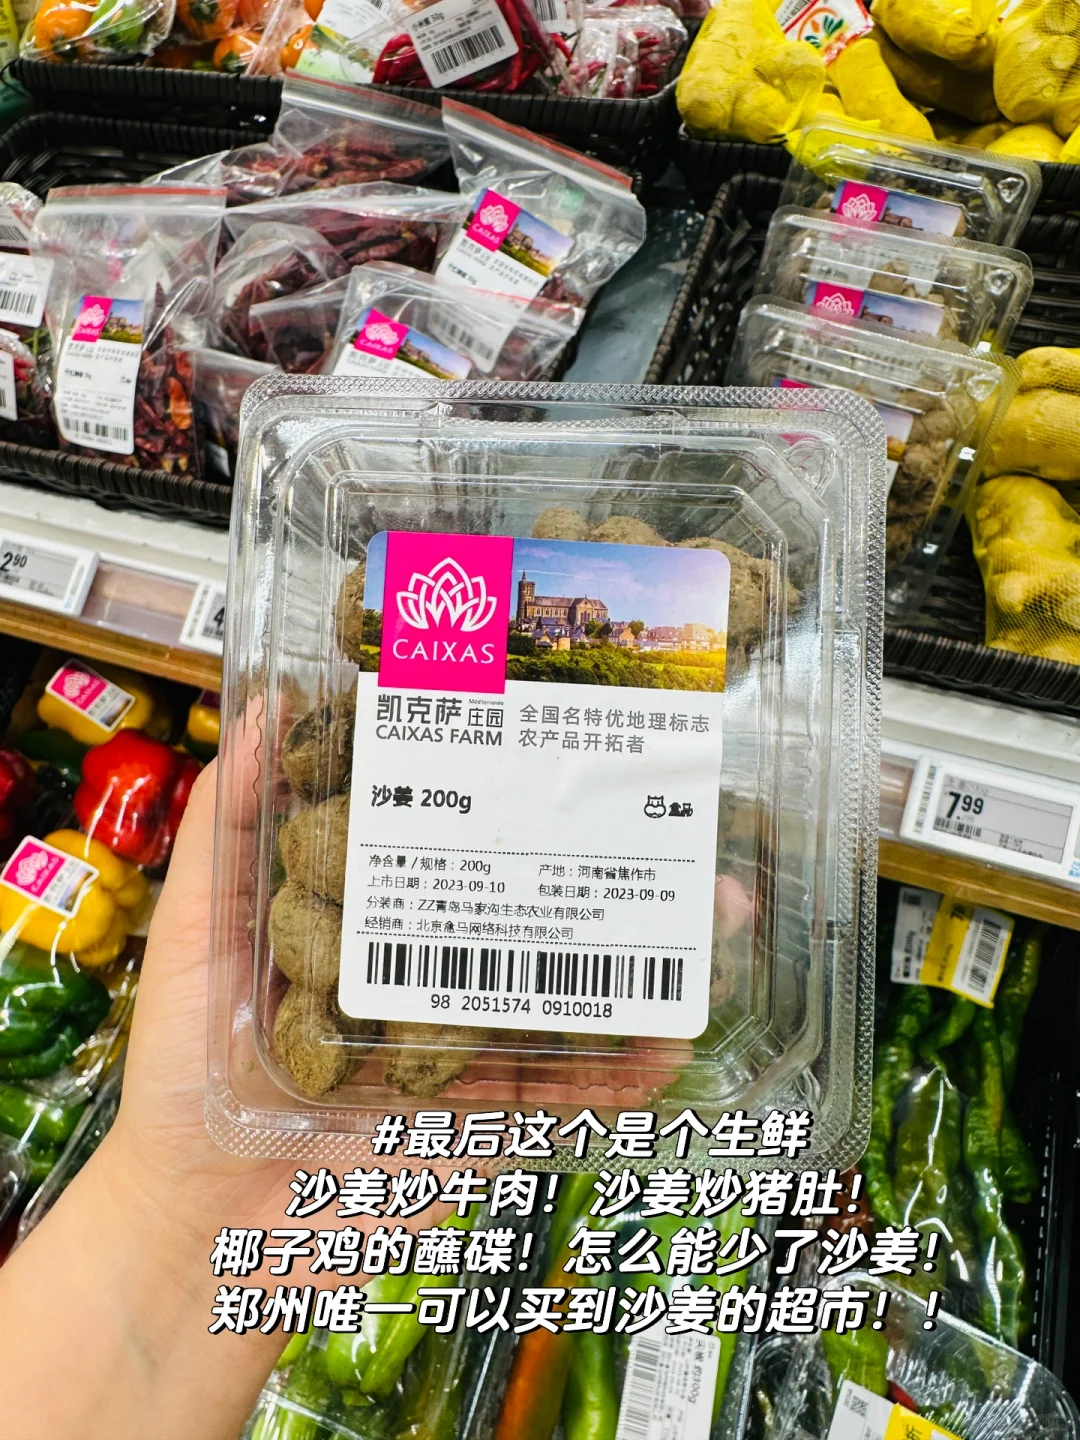 CAIXAS
凯克萨 庄园
CAIXAS FARM
全国名特优地理标志
农产品开拓者
沙姜 200g
净含量 / 规格：200g
产地：河南省焦作市
上市日期：2023-09-10
包装日期：2023-09-09
分装商：ZZ青岛马家沟生态农业有限公司
经销商：北京盒马网络科技有限公司
98 2051574 0910018
2.90
4
7.99
CAIXAS
CAIXAS
CAIXAS
#最后这个是个生鲜
沙姜炒牛肉！沙姜炒猪肚！
椰子鸡的蘸碟！怎么能少了沙姜！
郑州唯一可以买到沙姜的超市！！